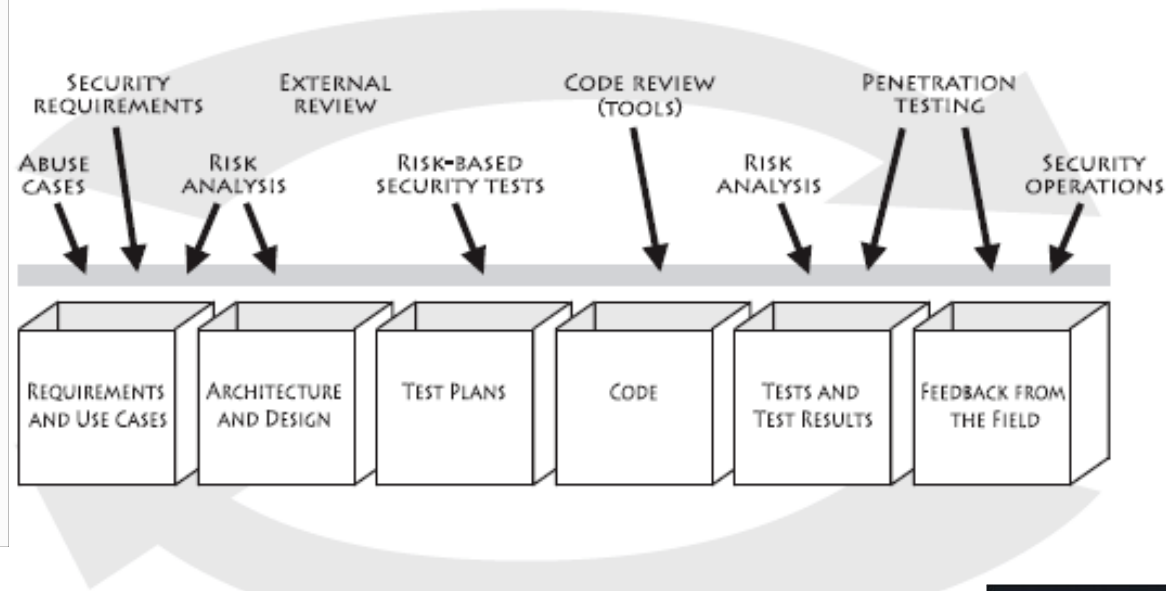 SECURITY
REQUIREMENTS
EXTERNAL
REVIEW
CODE REVIEW
(TOOLS)
PENETRATION
TESTING
ABUSE
CASES
RISK
ANALYSIS
RISK-BASED
SECURITY TESTS
RISK
ANALYSIS
SECURITY
OPERATIONS
REQUIREMENTS
AND USE CASES
ARCHITECTURE
AND DESIGN
TEST PLANS
CODE
TESTS AND
TEST RESULTS
FEEDBACK FROM
THE FIELD